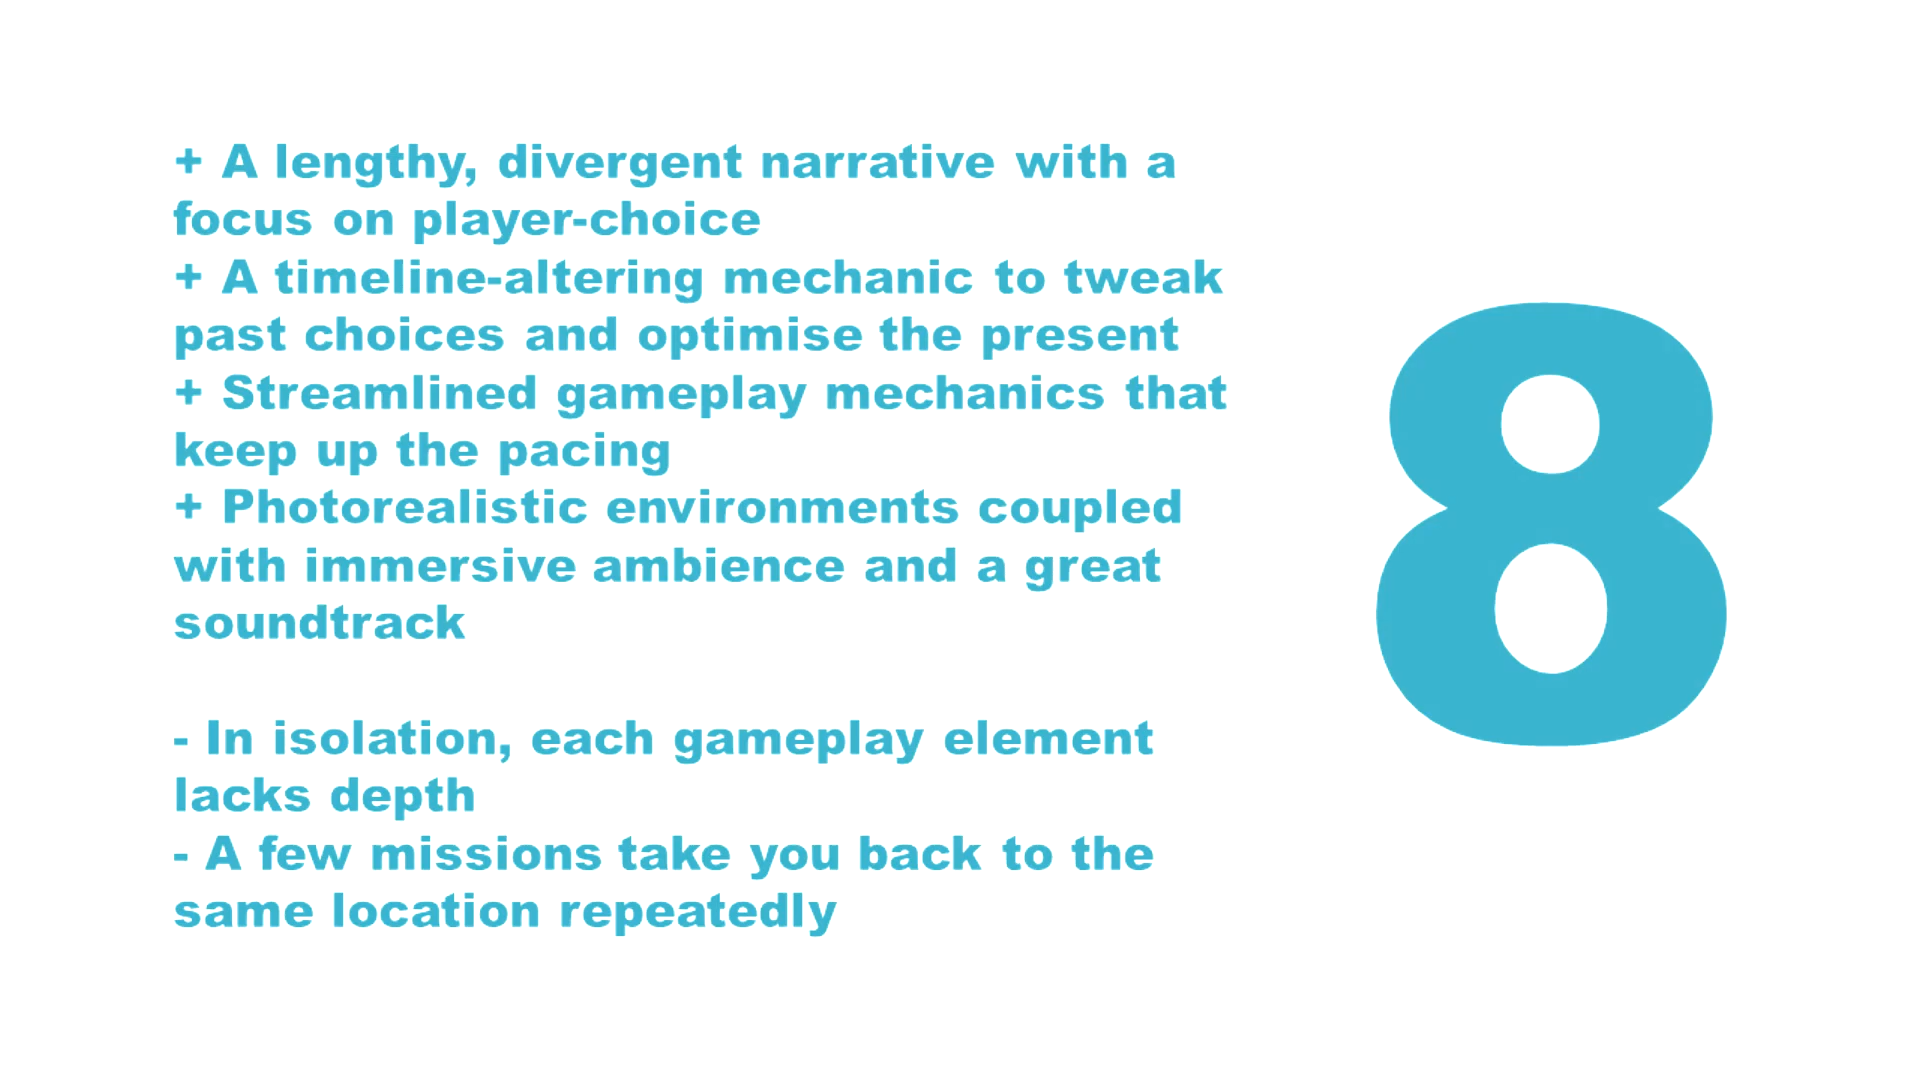 + A lengthy, divergent narrative with a
focus on player-choice
+ A timeline-altering mechanic to tweak
past choices and optimise the present
+ Streamlined gameplay mechanics that
keep up the pacing
+ Photorealistic environments coupled
with immersive ambience and a great
soundtrack
- In isolation, each gameplay element
lacks depth
- A few missions take you back to the
same location repeatedly
8